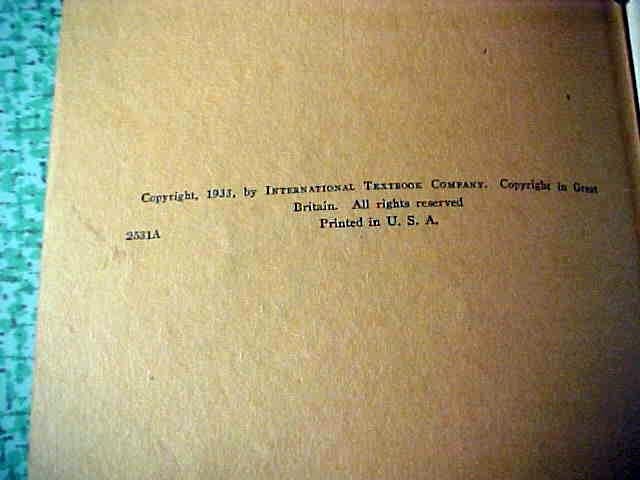 Copyright, 1933, by INTERNATIONAL TEXTBOOK COMPANY. Copyright in Great
Britain. All rights reserved
Printed in U. S. A.
2531A